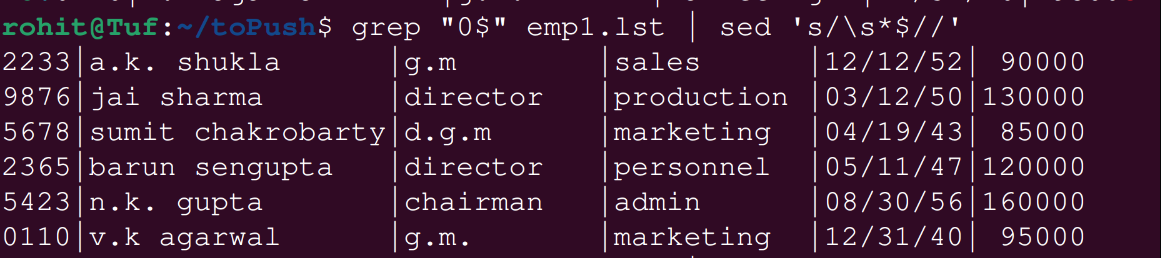 rohit@Tuf:~/toPush$ grep "0$" emp1.lst | sed 's/\s*$//'
2233|a.k. shukla      |g.m        |sales      |12/12/52| 90000
9876|jai sharma       |director   |production |03/12/50|130000
5678|sumit chakrobarty|d.g.m      |marketing  |04/19/43| 85000
2365|barun sengupta   |director   |personnel  |05/11/47|120000
5423|n.k. gupta       |chairman   |admin      |08/30/56|160000
0110|v.k agarwal      |g.m.       |marketing  |12/31/40| 95000